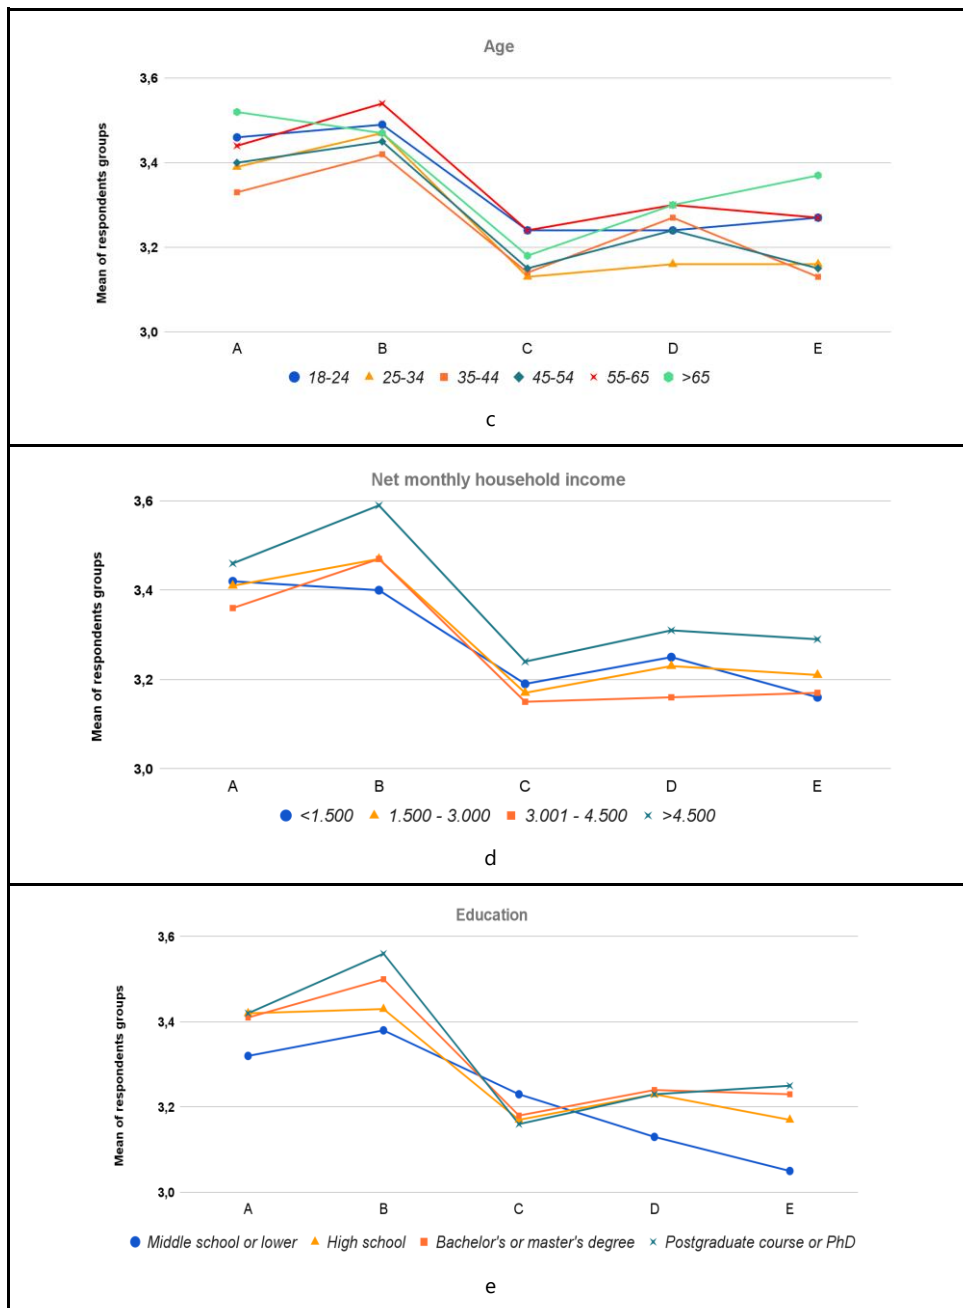 Age
Mean of respondents groups
3,6
3,4
3,2
3,0
A B C D E
18-24 25-34 35-44 45-54 55-65 >65
c
Net monthly household income
Mean of respondents groups
3,6
3,4
3,2
3,0
A B C D E
<1.500 1.500 - 3.000 3.001 - 4.500 >4.500
d
Education
Mean of respondents groups
3,6
3,4
3,2
3,0
A B C D E
Middle school or lower High school Bachelor's or master's degree Postgraduate course or PhD
e